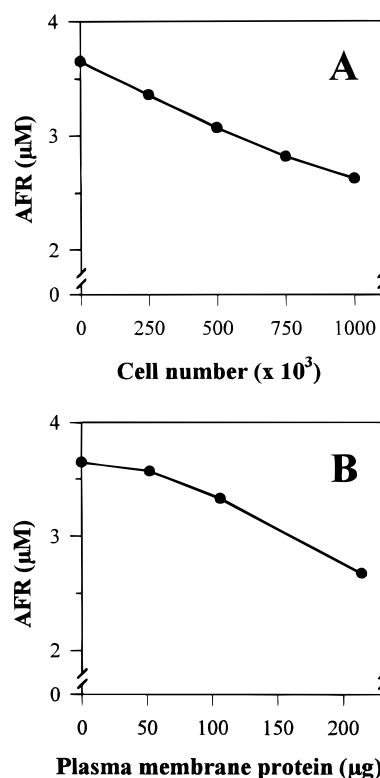 A
4
3
2
0
AFR (μM)
0 250 500 750 1000
Cell number (x 10³)
B
4
3
2
0
AFR (μM)
0 50 100 150 200
Plasma membrane protein (μg)